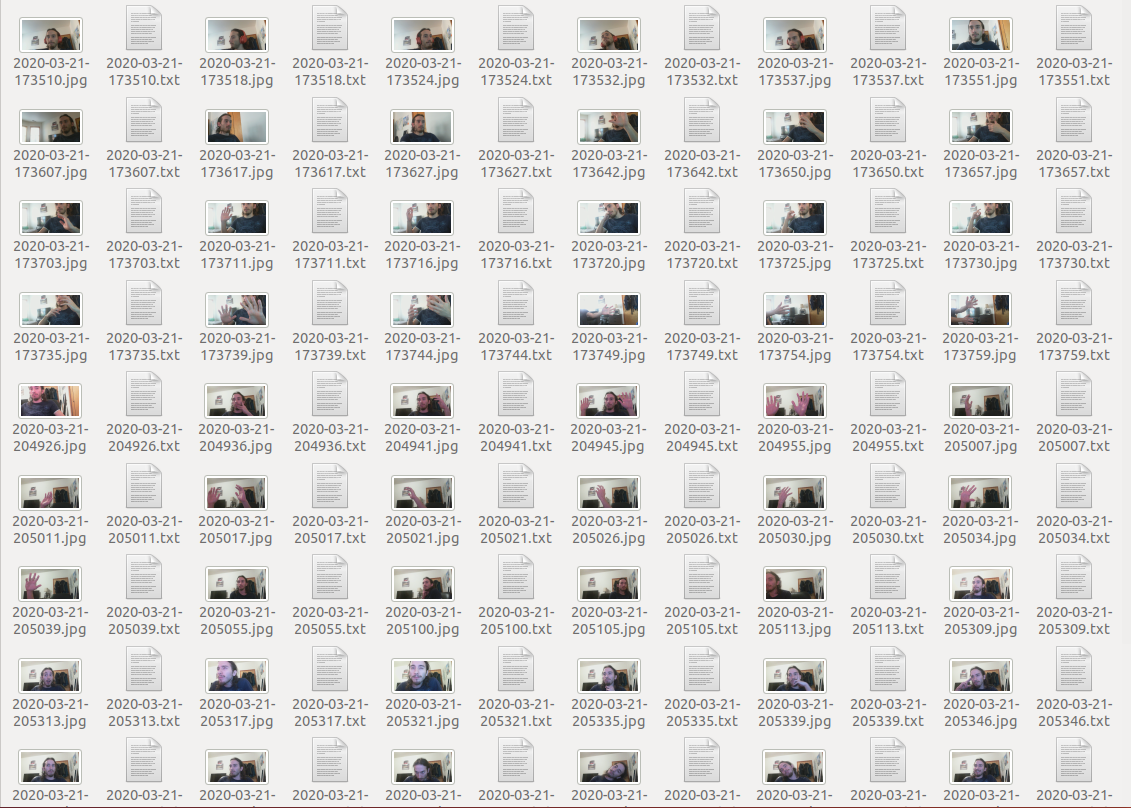 2020-03-21- 2020-03-21- 2020-03-21- 2020-03-21- 2020-03-21- 2020-03-21- 2020-03-21- 2020-03-21- 2020-03-21- 2020-03-21- 2020-03-21- 2020-03-21-
173510.jpg 173510.txt 173518.jpg 173518.txt 173524.jpg 173524.txt 173532.jpg 173532.txt 173537.jpg 173537.txt 173551.jpg 173551.txt
2020-03-21- 2020-03-21- 2020-03-21- 2020-03-21- 2020-03-21- 2020-03-21- 2020-03-21- 2020-03-21- 2020-03-21- 2020-03-21- 2020-03-21- 2020-03-21-
173607.jpg 173607.txt 173617.jpg 173617.txt 173627.jpg 173627.txt 173642.jpg 173642.txt 173650.jpg 173650.txt 173657.jpg 173657.txt
2020-03-21- 2020-03-21- 2020-03-21- 2020-03-21- 2020-03-21- 2020-03-21- 2020-03-21- 2020-03-21- 2020-03-21- 2020-03-21- 2020-03-21- 2020-03-21-
173703.jpg 173703.txt 173711.jpg 173711.txt 173716.jpg 173716.txt 173720.jpg 173720.txt 173725.jpg 173725.txt 173730.jpg 173730.txt
2020-03-21- 2020-03-21- 2020-03-21- 2020-03-21- 2020-03-21- 2020-03-21- 2020-03-21- 2020-03-21- 2020-03-21- 2020-03-21- 2020-03-21- 2020-03-21-
173735.jpg 173735.txt 173739.jpg 173739.txt 173744.jpg 173744.txt 173749.jpg 173749.txt 173754.jpg 173754.txt 173759.jpg 173759.txt
2020-03-21- 2020-03-21- 2020-03-21- 2020-03-21- 2020-03-21- 2020-03-21- 2020-03-21- 2020-03-21- 2020-03-21- 2020-03-21- 2020-03-21- 2020-03-21-
204926.jpg 204926.txt 204936.jpg 204936.txt 204941.jpg 204941.txt 204945.jpg 204945.txt 204955.jpg 204955.txt 205007.jpg 205007.txt
2020-03-21- 2020-03-21- 2020-03-21- 2020-03-21- 2020-03-21- 2020-03-21- 2020-03-21- 2020-03-21- 2020-03-21- 2020-03-21- 2020-03-21- 2020-03-21-
205011.jpg 205011.txt 205017.jpg 205017.txt 205021.jpg 205021.txt 205026.jpg 205026.txt 205030.jpg 205030.txt 205034.jpg 205034.txt
2020-03-21- 2020-03-21- 2020-03-21- 2020-03-21- 2020-03-21- 2020-03-21- 2020-03-21- 2020-03-21- 2020-03-21- 2020-03-21- 2020-03-21- 2020-03-21-
205039.jpg 205039.txt 205055.jpg 205055.txt 205100.jpg 205100.txt 205105.jpg 205105.txt 205113.jpg 205113.txt 205309.jpg 205309.txt
2020-03-21- 2020-03-21- 2020-03-21- 2020-03-21- 2020-03-21- 2020-03-21- 2020-03-21- 2020-03-21- 2020-03-21- 2020-03-21- 2020-03-21- 2020-03-21-
205313.jpg 205313.txt 205317.jpg 205317.txt 205321.jpg 205321.txt 205335.jpg 205335.txt 205339.jpg 205339.txt 205346.jpg 205346.txt
2020-03-21- 2020-03-21- 2020-03-21- 2020-03-21- 2020-03-21- 2020-03-21- 2020-03-21- 2020-03-21- 2020-03-21- 2020-03-21- 2020-03-21- 2020-03-21-